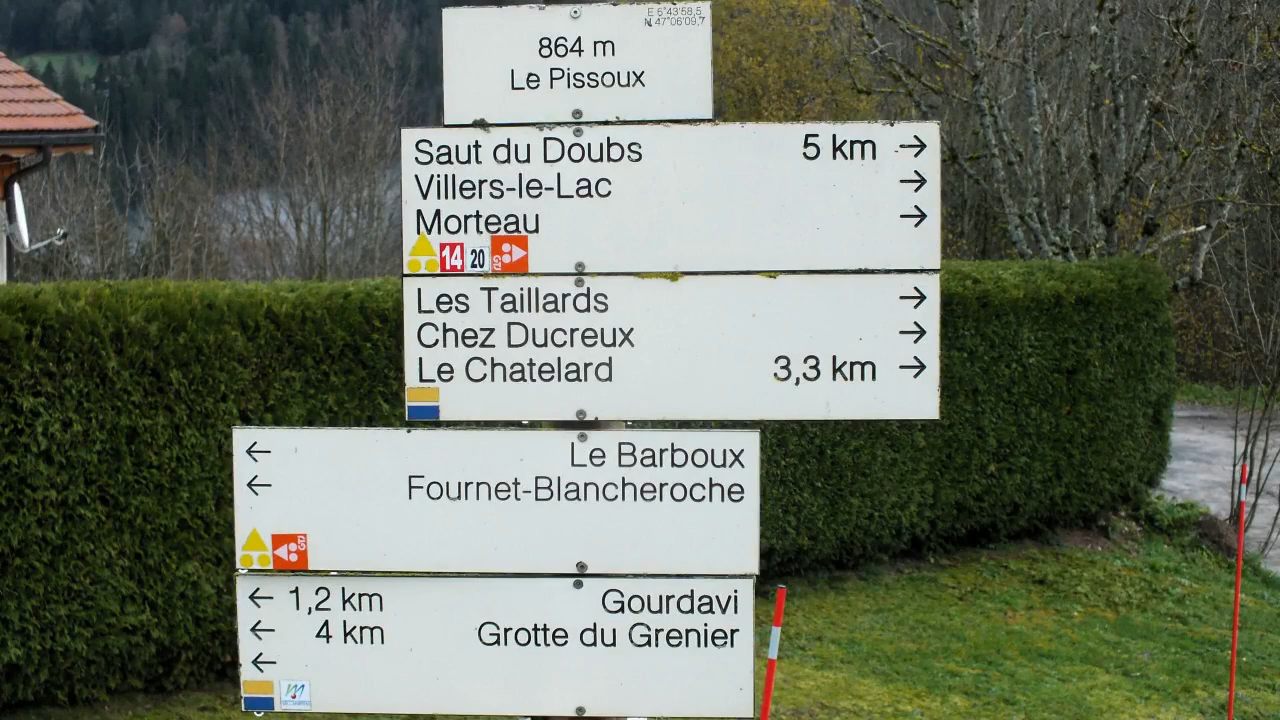 E 6°43'58,5
N 47°06'09,7
864 m
Le Pissoux
Saut du Doubs 5 km →
Villers-le-Lac →
Morteau →
14 20 GTJ
Les Taillards →
Chez Ducreux →
Le Chatelard 3,3 km →
← Le Barboux
← Fournet-Blancheroche
GTJ
← 1,2 km Gourdavi
← 4 km Grotte du Grenier
←